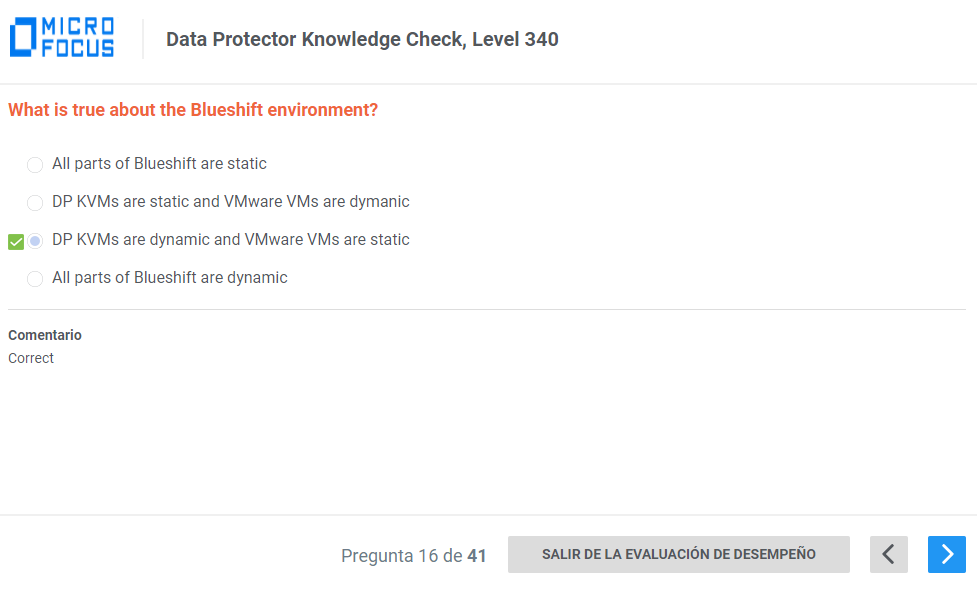 MICRO
FOCUS
Data Protector Knowledge Check, Level 340
What is true about the Blueshift environment?
All parts of Blueshift are static
DP KVMs are static and VMware VMs are dymanic
DP KVMs are dynamic and VMware VMs are static
All parts of Blueshift are dynamic
Comentario
Correct
Pregunta 16 de 41
SALIR DE LA EVALUACIÓN DE DESEMPEÑO